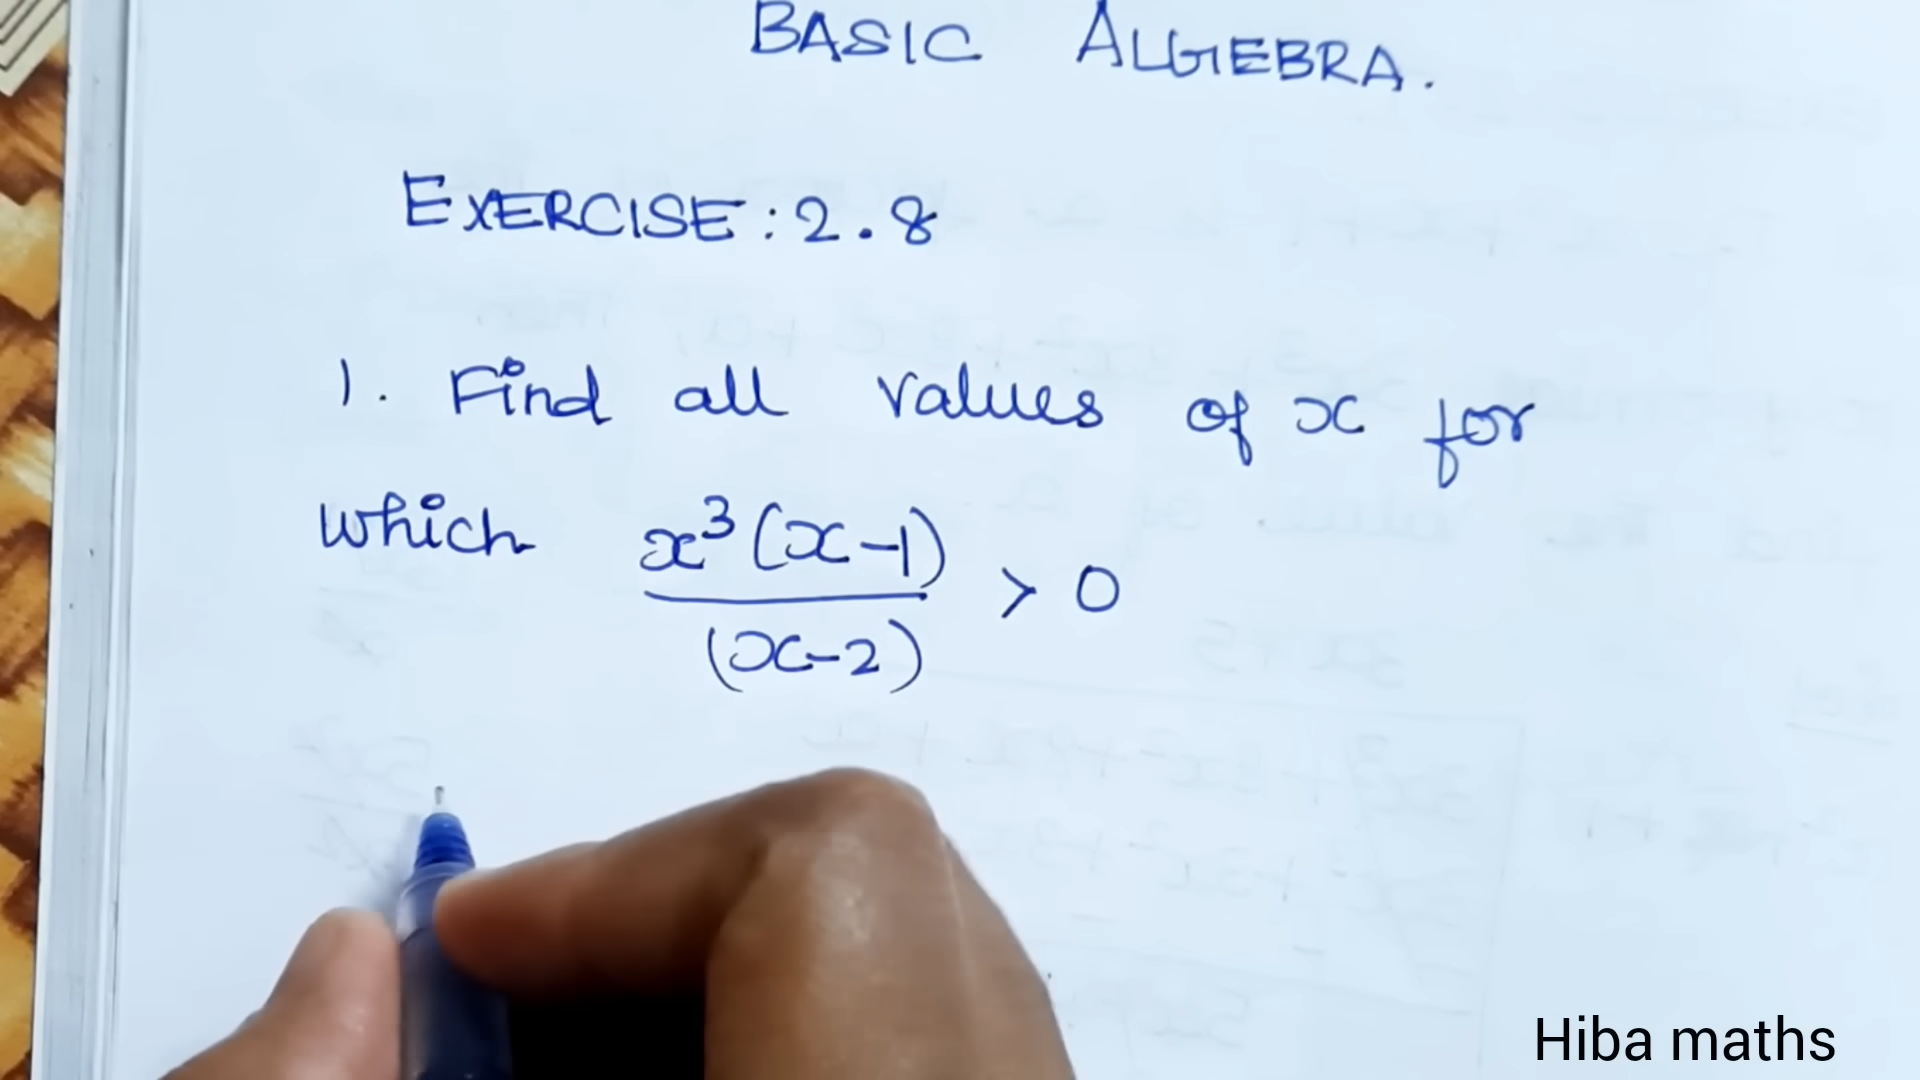 BASIC ALGEBRA.
EXERCISE: 2.8
1. Find all values of x for
which x³(x-1) / (x-2) > 0
Hiba maths